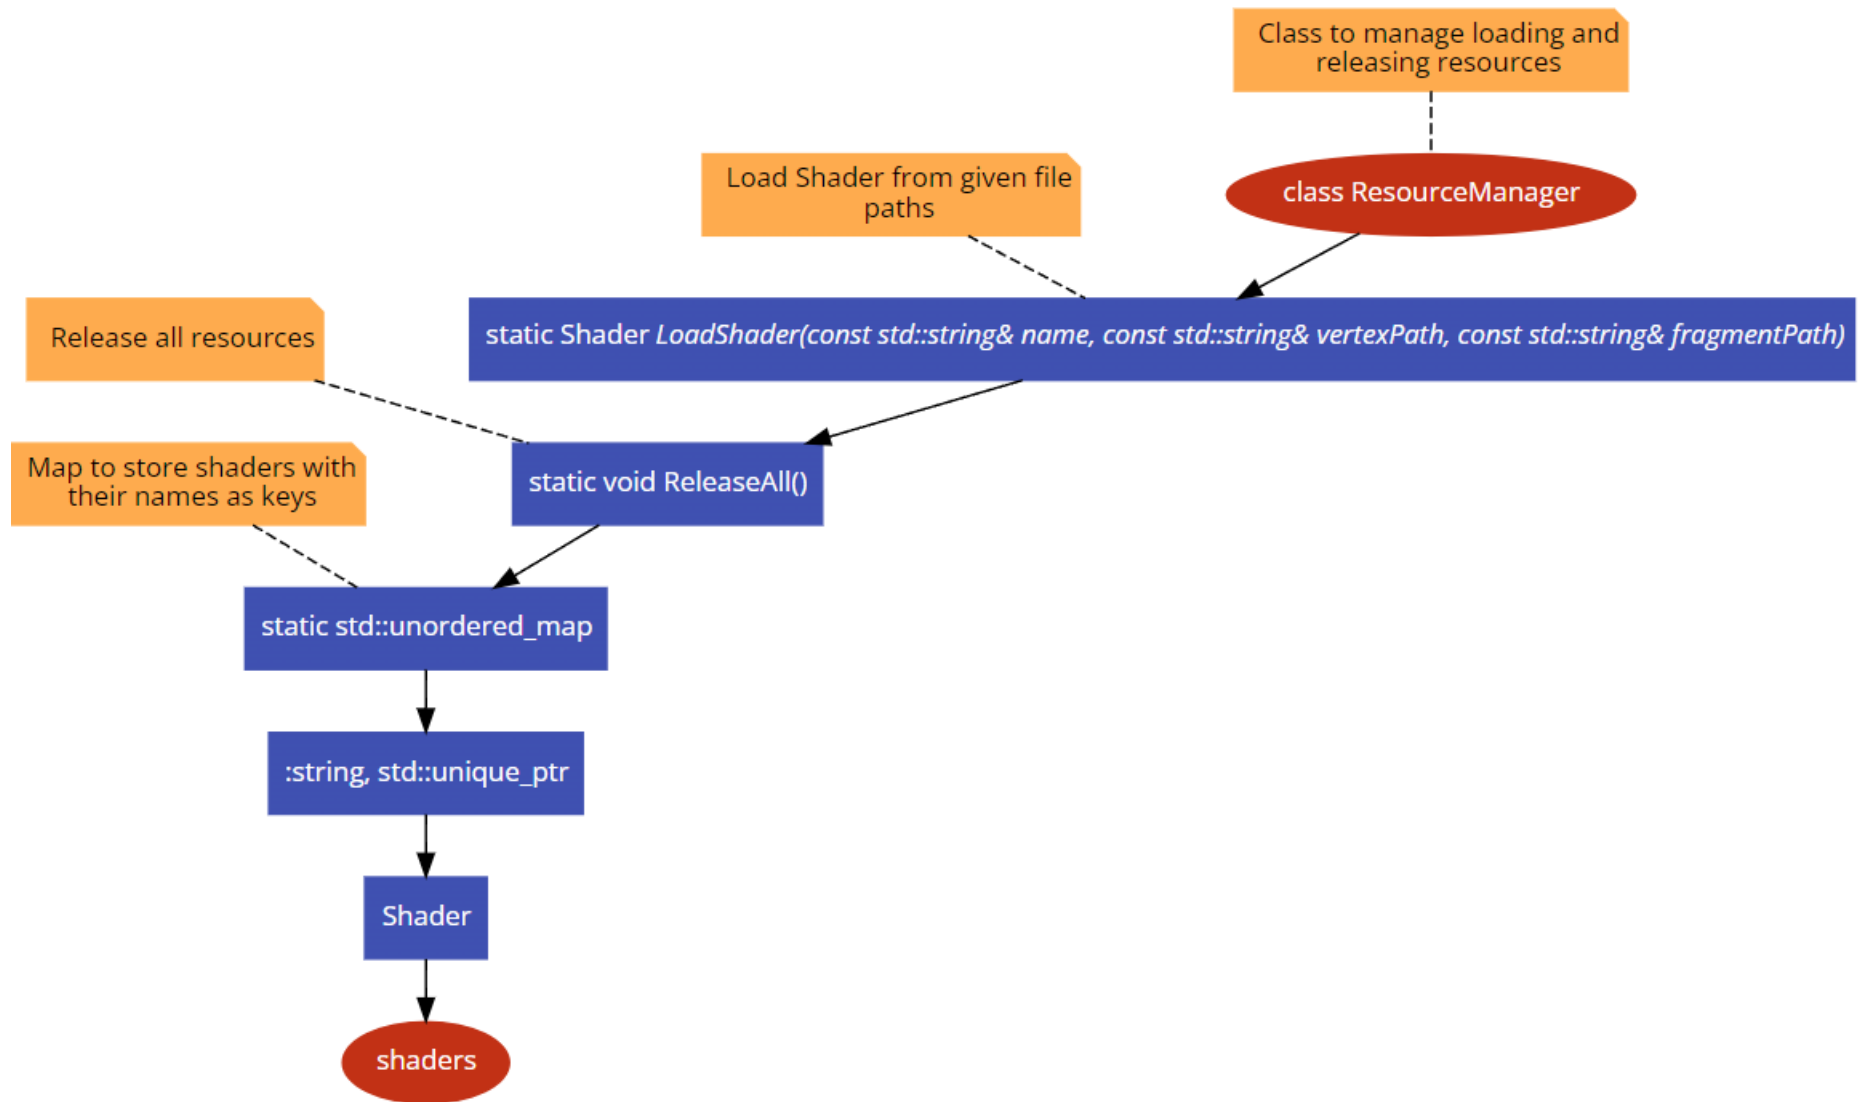 Class to manage loading and
releasing resources
class ResourceManager
Load Shader from given file
paths
static Shader LoadShader(const std::string& name, const std::string& vertexPath, const std::string& fragmentPath)
Release all resources
static void ReleaseAll()
Map to store shaders with
their names as keys
static std::unordered_map
:string, std::unique_ptr
Shader
shaders